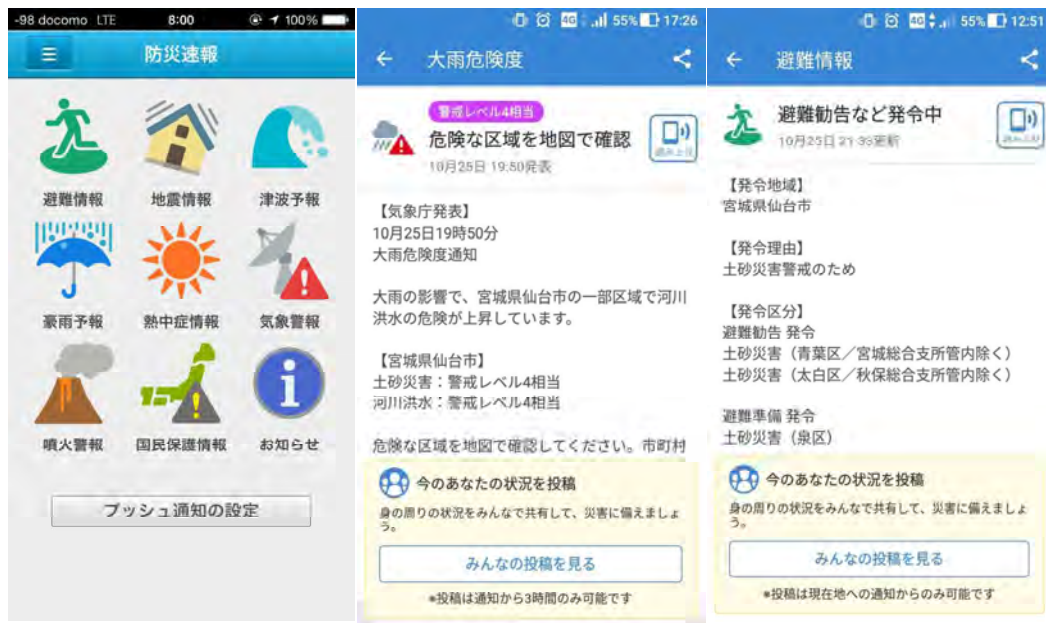 -98 docomo LTE 8:00 100%
防災速報
避難情報 地震情報 津波予報
豪雨予報 熱中症情報 気象警報
噴火警報 国民保護情報 お知らせ
プッシュ通知の設定
4G 55% 17:26
大雨危険度
警戒レベル4相当
危険な区域を地図で確認
10月25日 19:50発表
【気象庁発表】
10月25日19時50分
大雨危険度通知
大雨の影響で、宮城県仙台市の一部区域で河川
洪水の危険が上昇しています。
【宮城県仙台市】
土砂災害：警戒レベル4相当
河川洪水：警戒レベル4相当
危険な区域を地図で確認してください。市町村
今のあなたの状況を投稿
身の周りの状況をみんなで共有して、災害に備えましょ
う。
みんなの投稿を見る
*投稿は通知から3時間のみ可能です
4G 55% 12:51
避難情報
避難勧告など発令中
10月25日 21:33更新
【発令地域】
宮城県仙台市
【発令理由】
土砂災害警戒のため
【発令区分】
避難勧告 発令
土砂災害（青葉区／宮城総合支所管内除く）
土砂災害（太白区／秋保総合支所管内除く）
避難準備 発令
土砂災害（泉区）
今のあなたの状況を投稿
身の周りの状況をみんなで共有して、災害に備えましょ
う。
みんなの投稿を見る
*投稿は現在地への通知からのみ可能です